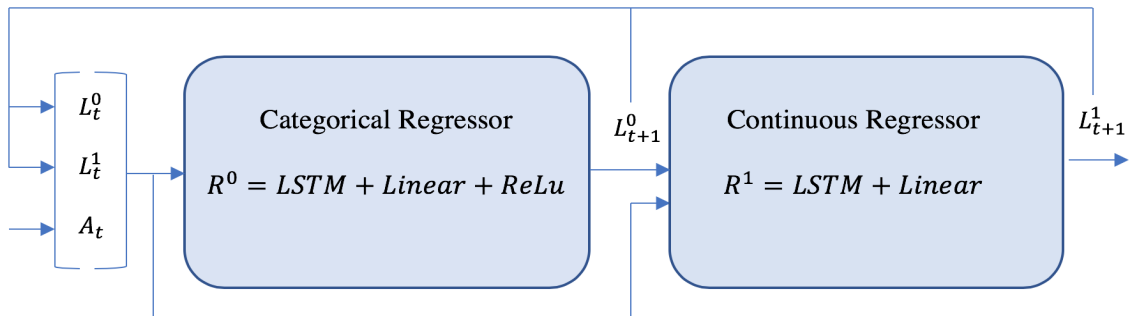 L_t^0
L_t^1
A_t
Categorical Regressor
R^0 = LSTM + Linear + ReLu
L_{t+1}^0
Continuous Regressor
R^1 = LSTM + Linear
L_{t+1}^1